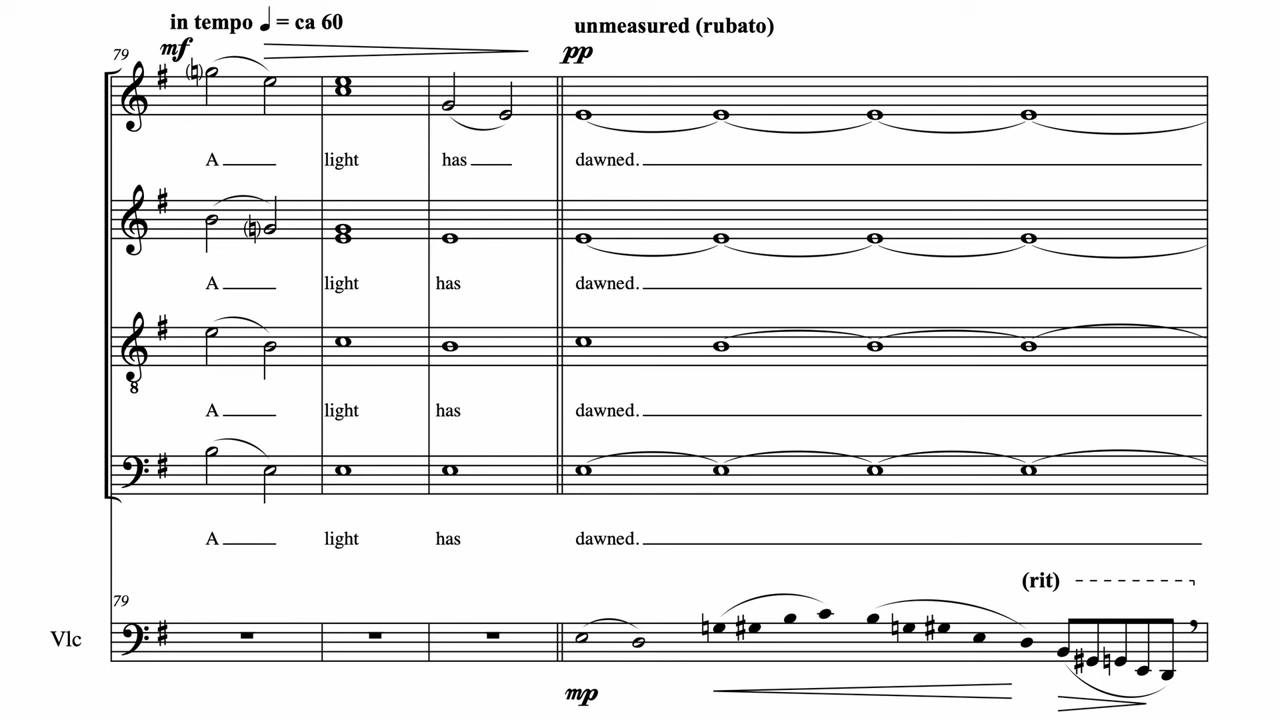 in tempo ♩ = ca 60 unmeasured (rubato)
79 mf pp
A light has dawned.
A light has dawned.
8
A light has dawned.
A light has dawned.
(rit)
79
Vlc
mp